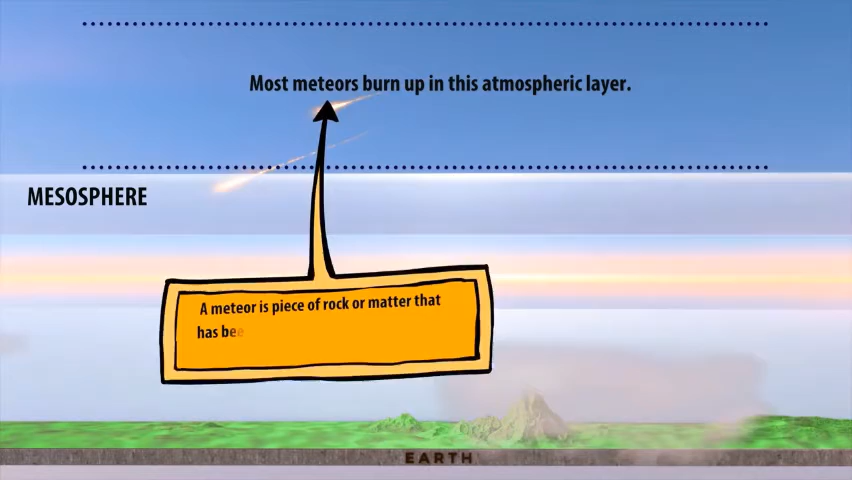 Most meteors burn up in this atmospheric layer.
MESOSPHERE
A meteor is piece of rock or matter that
has bee
EARTH